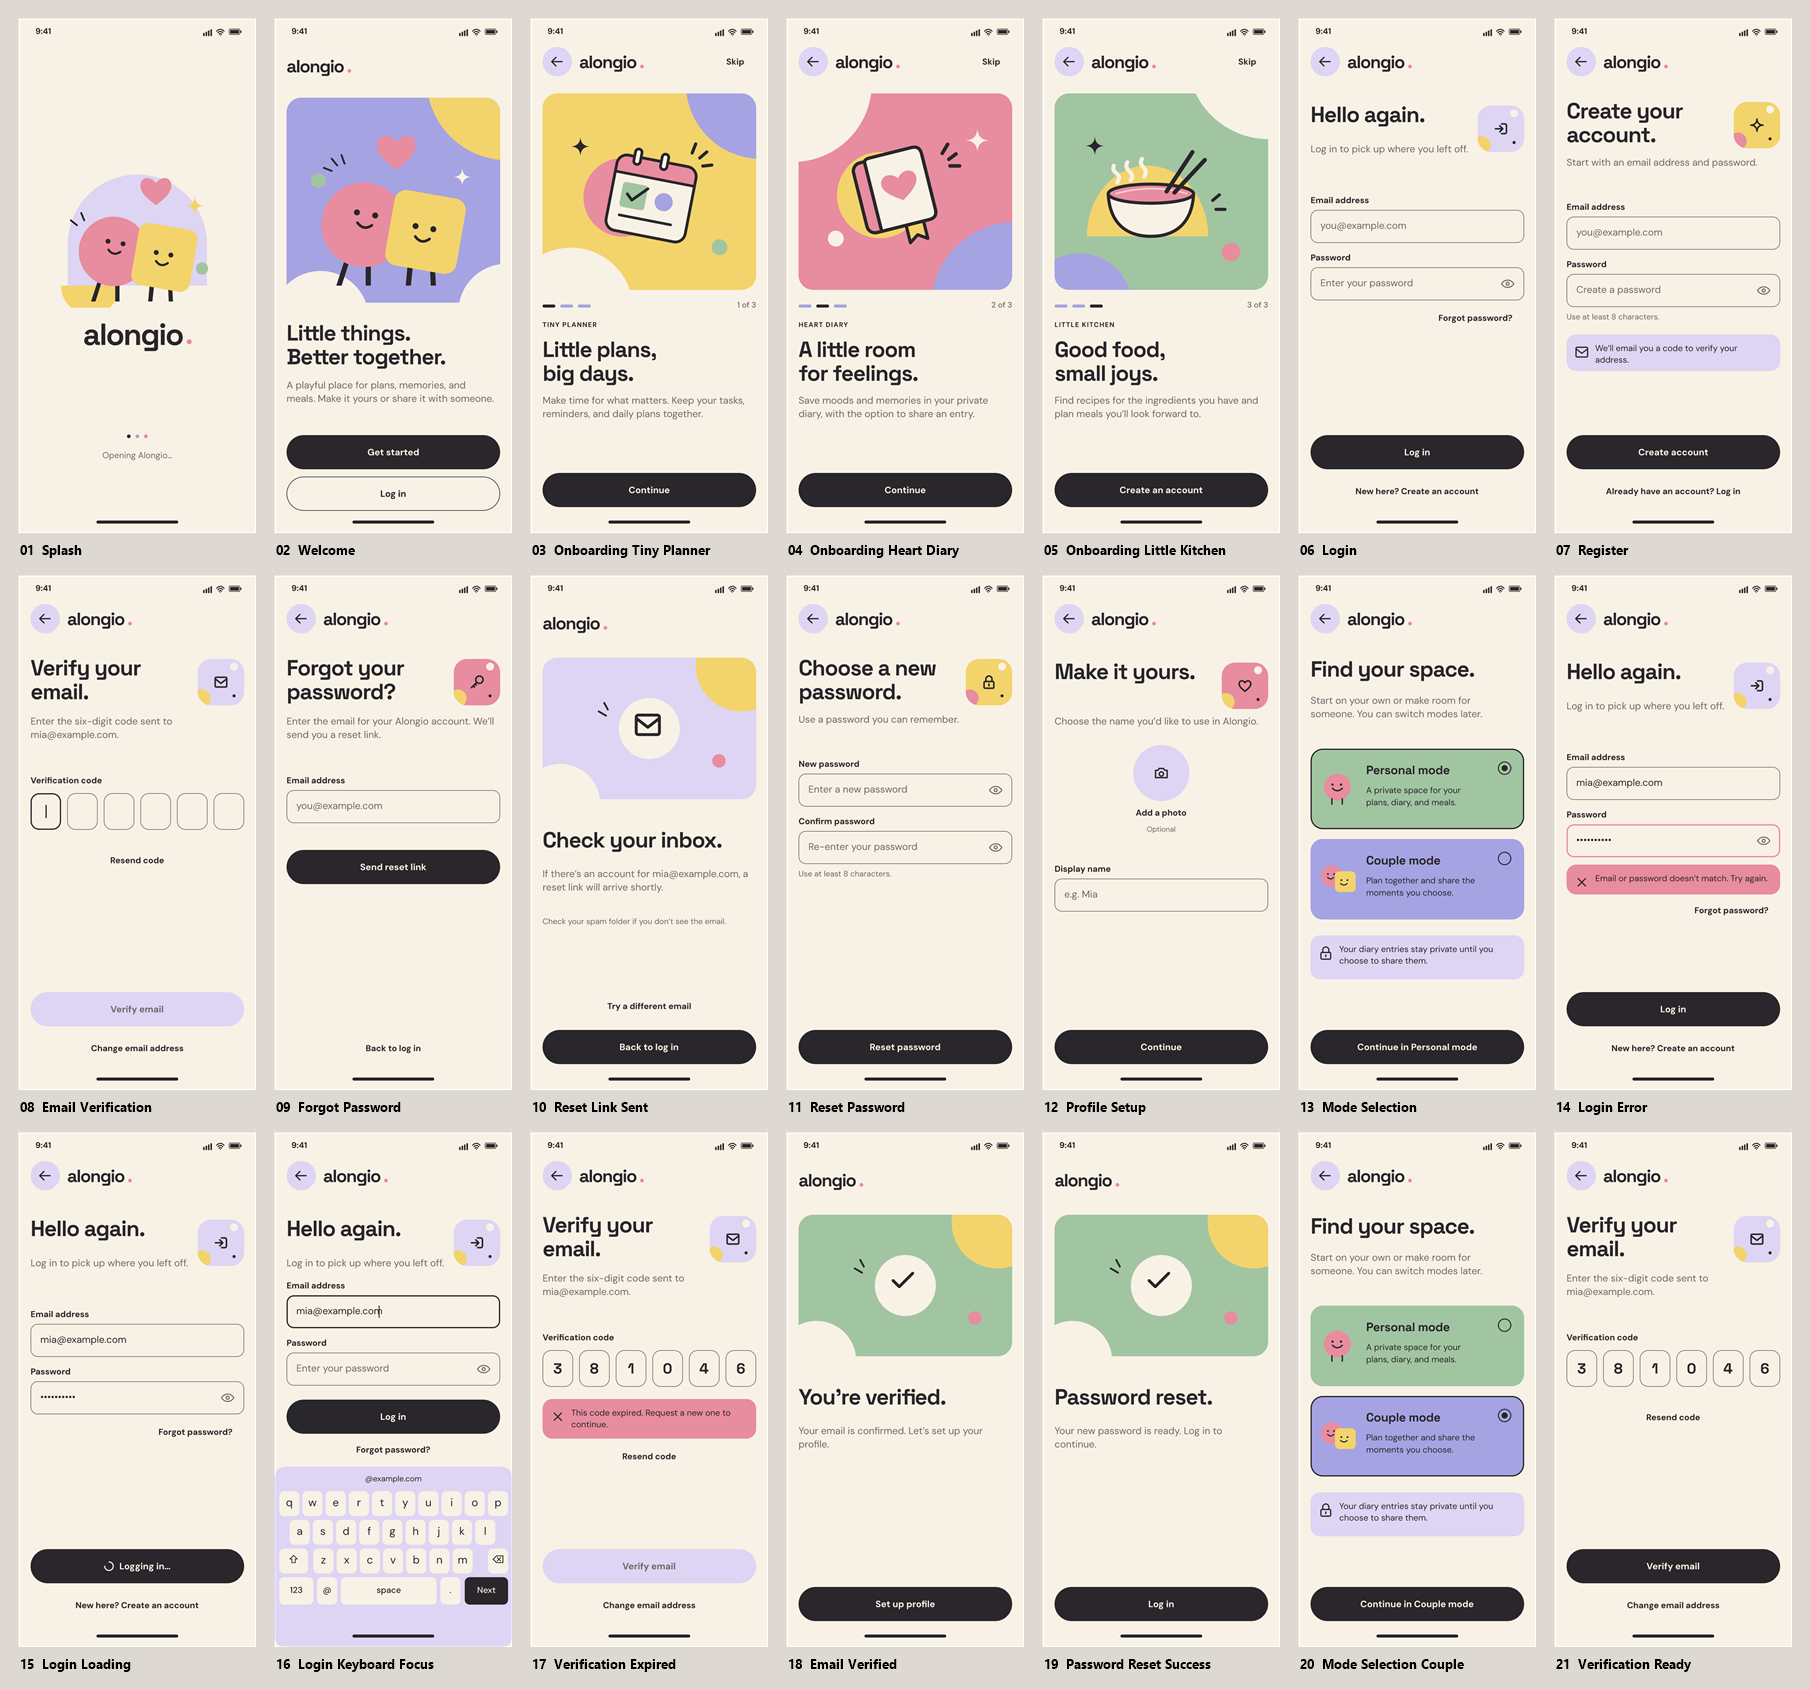 9:41
alongio.
Opening Alongio...
01 Splash
9:41
alongio.
Little things.
Better together.
A playful place for plans, memories, and
meals. Make it yours or share it with someone.
Get started
Log in
02 Welcome
9:41
alongio.
Skip
1 of 3
TINY PLANNER
Little plans,
big days.
Make time for what matters. Keep your tasks,
reminders, and daily plans together.
Continue
03 Onboarding Tiny Planner
9:41
alongio.
Skip
2 of 3
HEART DIARY
A little room
for feelings.
Save moods and memories in your private
diary, with the option to share an entry.
Continue
04 Onboarding Heart Diary
9:41
alongio.
Skip
3 of 3
LITTLE KITCHEN
Good food,
small joys.
Find recipes for the ingredients you have and
plan meals you'll look forward to.
Create an account
05 Onboarding Little Kitchen
9:41
alongio.
Hello again.
Log in to pick up where you left off.
Email address
you@example.com
Password
Enter your password
Forgot password?
Log in
New here? Create an account
06 Login
9:41
alongio.
Create your
account.
Start with an email address and password.
Email address
you@example.com
Password
Create a password
Use at least 8 characters.
We'll email you a code to verify your
address.
Create account
Already have an account? Log in
07 Register
9:41
alongio.
Verify your
email.
Enter the six-digit code sent to
mia@example.com.
Verification code
Resend code
Verify email
Change email address
08 Email Verification
9:41
alongio.
Forgot your
password?
Enter the email for your Alongio account. We'll
send you a reset link.
Email address
you@example.com
Send reset link
Back to log in
09 Forgot Password
9:41
alongio.
Check your inbox.
If there's an account for mia@example.com, a
reset link will arrive shortly.
Check your spam folder if you don't see the email.
Try a different email
Back to log in
10 Reset Link Sent
9:41
alongio.
Choose a new
password.
Use a password you can remember.
New password
Enter a new password
Confirm password
Re-enter your password
Use at least 8 characters.
Reset password
11 Reset Password
9:41
alongio.
Make it yours.
Choose the name you'd like to use in Alongio.
Add a photo
Optional
Display name
e.g. Mia
Continue
12 Profile Setup
9:41
alongio.
Find your space.
Start on your own or make room for
someone. You can switch modes later.
Personal mode
A private space for your
plans, diary, and meals.
Couple mode
Plan together and share the
moments you choose.
Your diary entries stay private until you
choose to share them.
Continue in Personal mode
13 Mode Selection
9:41
alongio.
Hello again.
Log in to pick up where you left off.
Email address
mia@example.com
Password
••••••••••
Email or password doesn't match. Try again.
Forgot password?
Log in
New here? Create an account
14 Login Error
9:41
alongio.
Hello again.
Log in to pick up where you left off.
Email address
mia@example.com
Password
••••••••••
Forgot password?
Logging in...
New here? Create an account
15 Login Loading
9:41
alongio.
Hello again.
Log in to pick up where you left off.
Email address
mia@example.com
Password
Enter your password
Log in
Forgot password?
@example.com
q w e r t y u i o p
a s d f g h j k l
z x c v b n m
123 @ space . Next
16 Login Keyboard Focus
9:41
alongio.
Verify your
email.
Enter the six-digit code sent to
mia@example.com.
Verification code
3 8 1 0 4 6
This code expired. Request a new one to
continue.
Resend code
Verify email
Change email address
17 Verification Expired
9:41
alongio.
You're verified.
Your email is confirmed. Let's set up your
profile.
Set up profile
18 Email Verified
9:41
alongio.
Password reset.
Your new password is ready. Log in to
continue.
Log in
19 Password Reset Success
9:41
alongio.
Find your space.
Start on your own or make room for
someone. You can switch modes later.
Personal mode
A private space for your
plans, diary, and meals.
Couple mode
Plan together and share the
moments you choose.
Your diary entries stay private until you
choose to share them.
Continue in Couple mode
20 Mode Selection Couple
9:41
alongio.
Verify your
email.
Enter the six-digit code sent to
mia@example.com.
Verification code
3 8 1 0 4 6
Resend code
Verify email
Change email address
21 Verification Ready